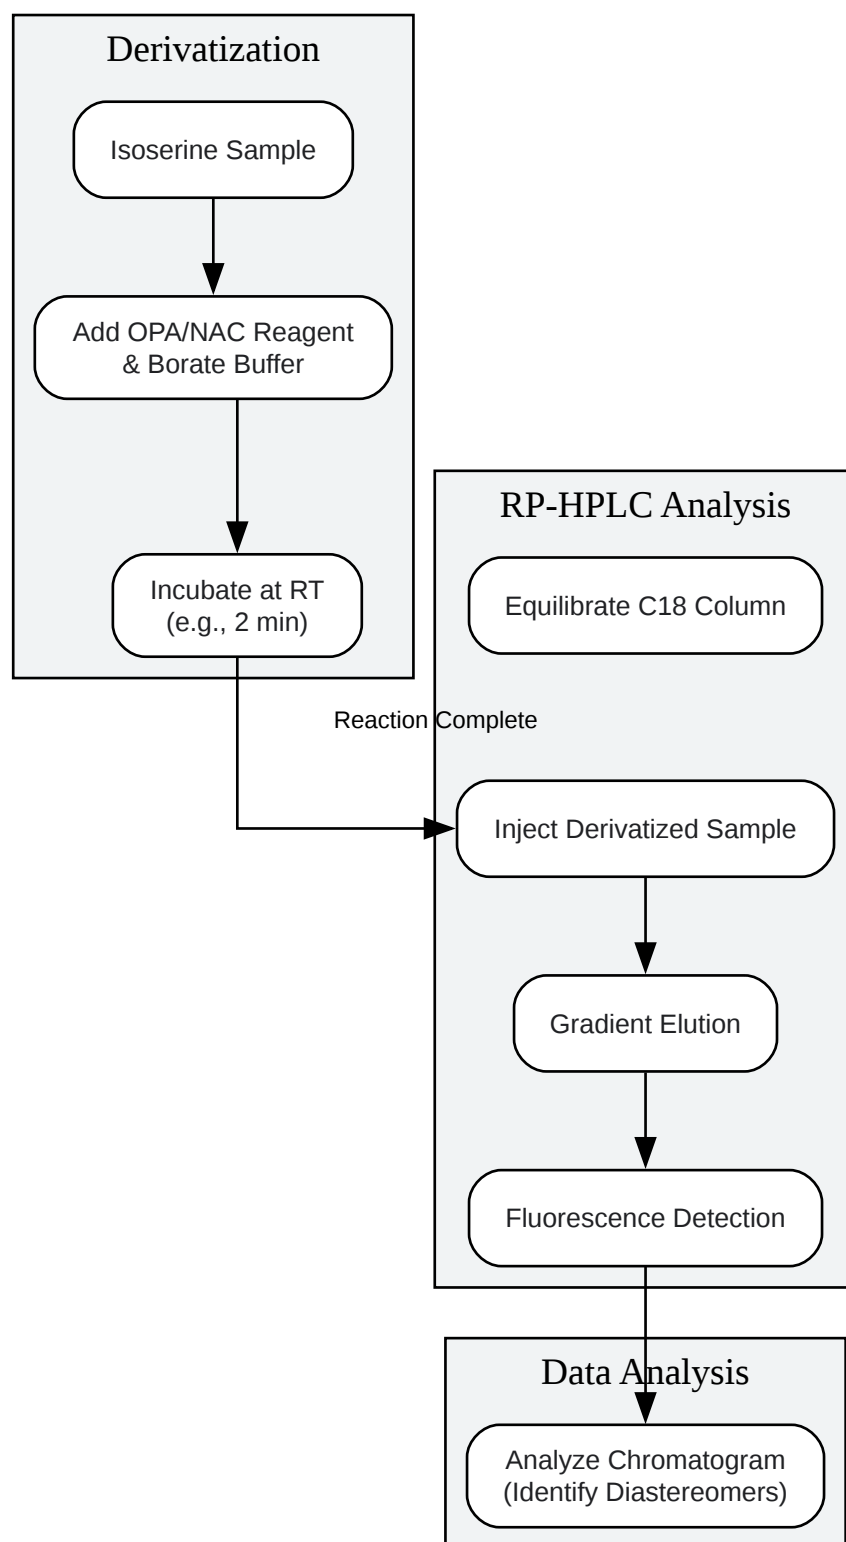 Derivatization
Isoserine Sample
Add OPA/NAC Reagent
& Borate Buffer
Incubate at RT
(e.g., 2 min)
Reaction Complete
RP-HPLC Analysis
Equilibrate C18 Column
Inject Derivatized Sample
Gradient Elution
Fluorescence Detection
Data Analysis
Analyze Chromatogram
(Identify Diastereomers)